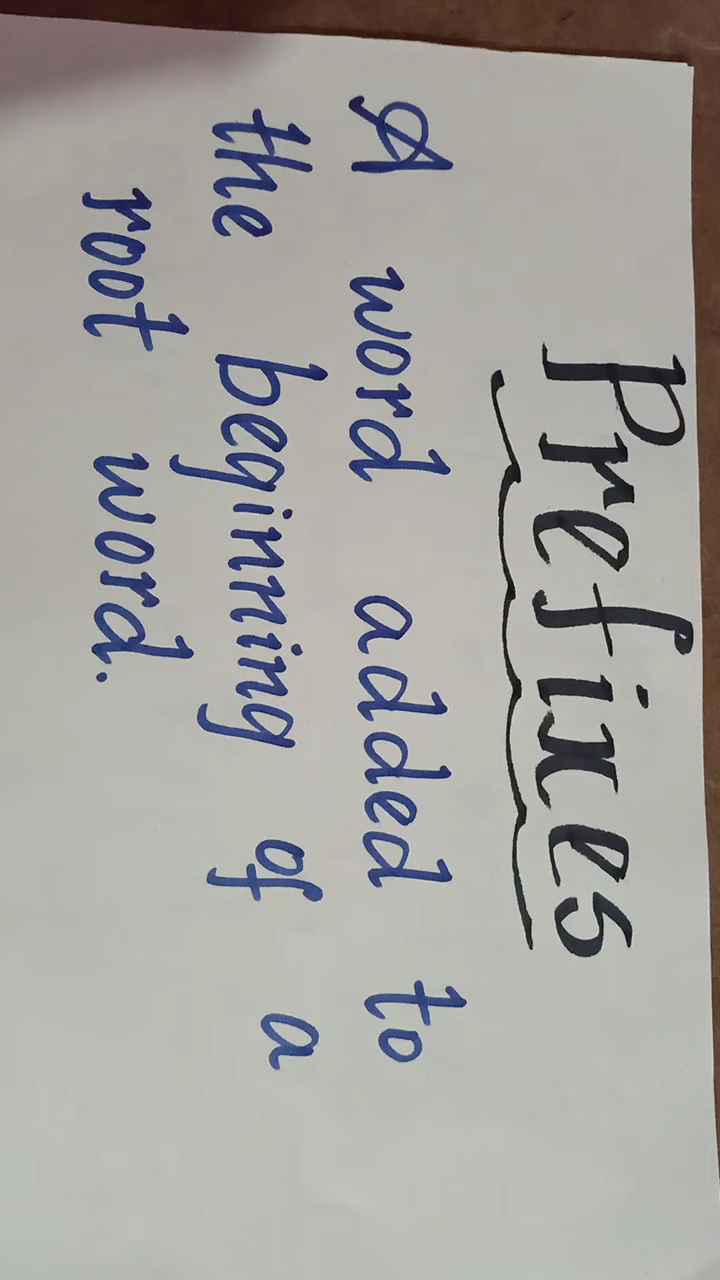 Prefixes
A word added to
the beginning of a
root word.